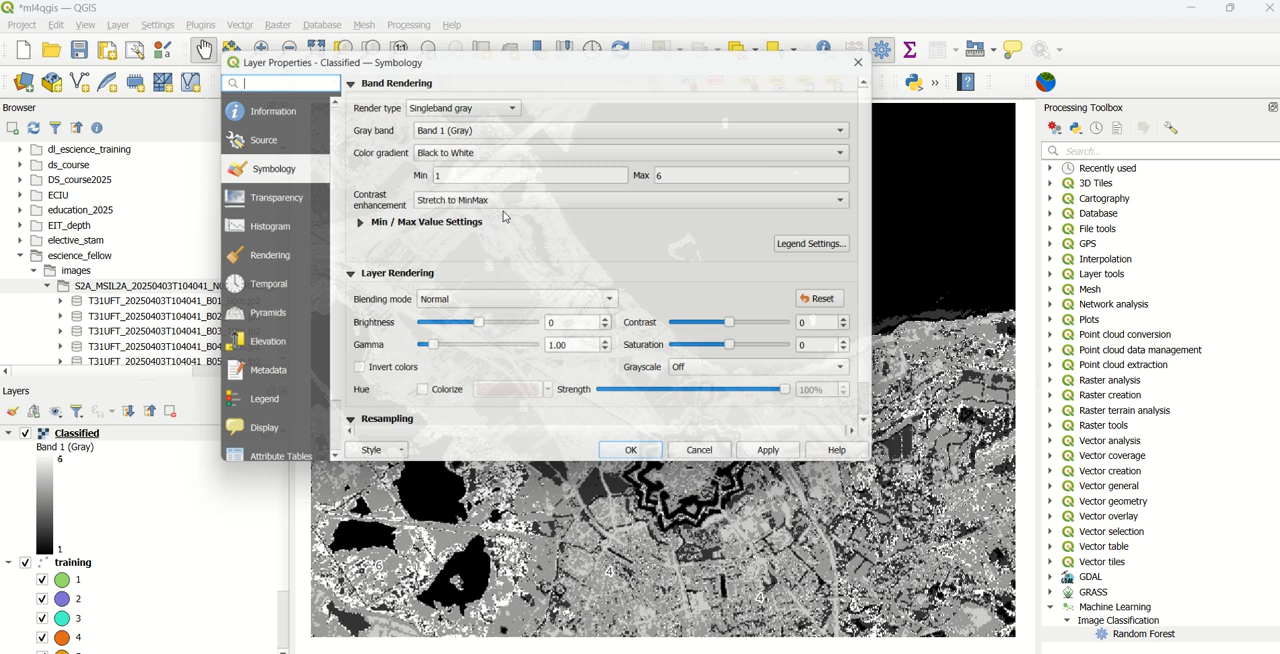 *ml4qgis — QGIS
Project Edit View Layer Settings Plugins Vector Raster Database Mesh Processing Help
Layer Properties - Classified — Symbology
Browser
dl_escience_training
ds_course
DS_course2025
ECIU
education_2025
EIT_depth
elective_stam
escience_fellow
images
S2A_MSIL2A_20250403T104041_N0
T31UFT_20250403T104041_B01
T31UFT_20250403T104041_B02
T31UFT_20250403T104041_B03
T31UFT_20250403T104041_B04
T31UFT_20250403T104041_B05
Layers
Classified
Band 1 (Gray)
6
1
training
1
2
3
4
Information
Source
Symbology
Transparency
Histogram
Rendering
Temporal
Pyramids
Elevation
Metadata
Legend
Display
Attribute Tables
Band Rendering
Render type Singleband gray
Gray band Band 1 (Gray)
Color gradient Black to White
Min 1 Max 6
Contrast enhancement Stretch to MinMax
Min / Max Value Settings
Legend Settings...
Layer Rendering
Blending mode Normal Reset
Brightness 0 Contrast 0
Gamma 1.00 Saturation 0
Invert colors Grayscale Off
Hue Colorize Strength 100%
Resampling
Style OK Cancel Apply Help
6
4
4
Processing Toolbox
Search...
Recently used
3D Tiles
Cartography
Database
File tools
GPS
Interpolation
Layer tools
Mesh
Network analysis
Plots
Point cloud conversion
Point cloud data management
Point cloud extraction
Raster analysis
Raster creation
Raster terrain analysis
Raster tools
Vector analysis
Vector coverage
Vector creation
Vector general
Vector geometry
Vector overlay
Vector selection
Vector table
Vector tiles
GDAL
GRASS
Machine Learning
Image Classification
Random Forest